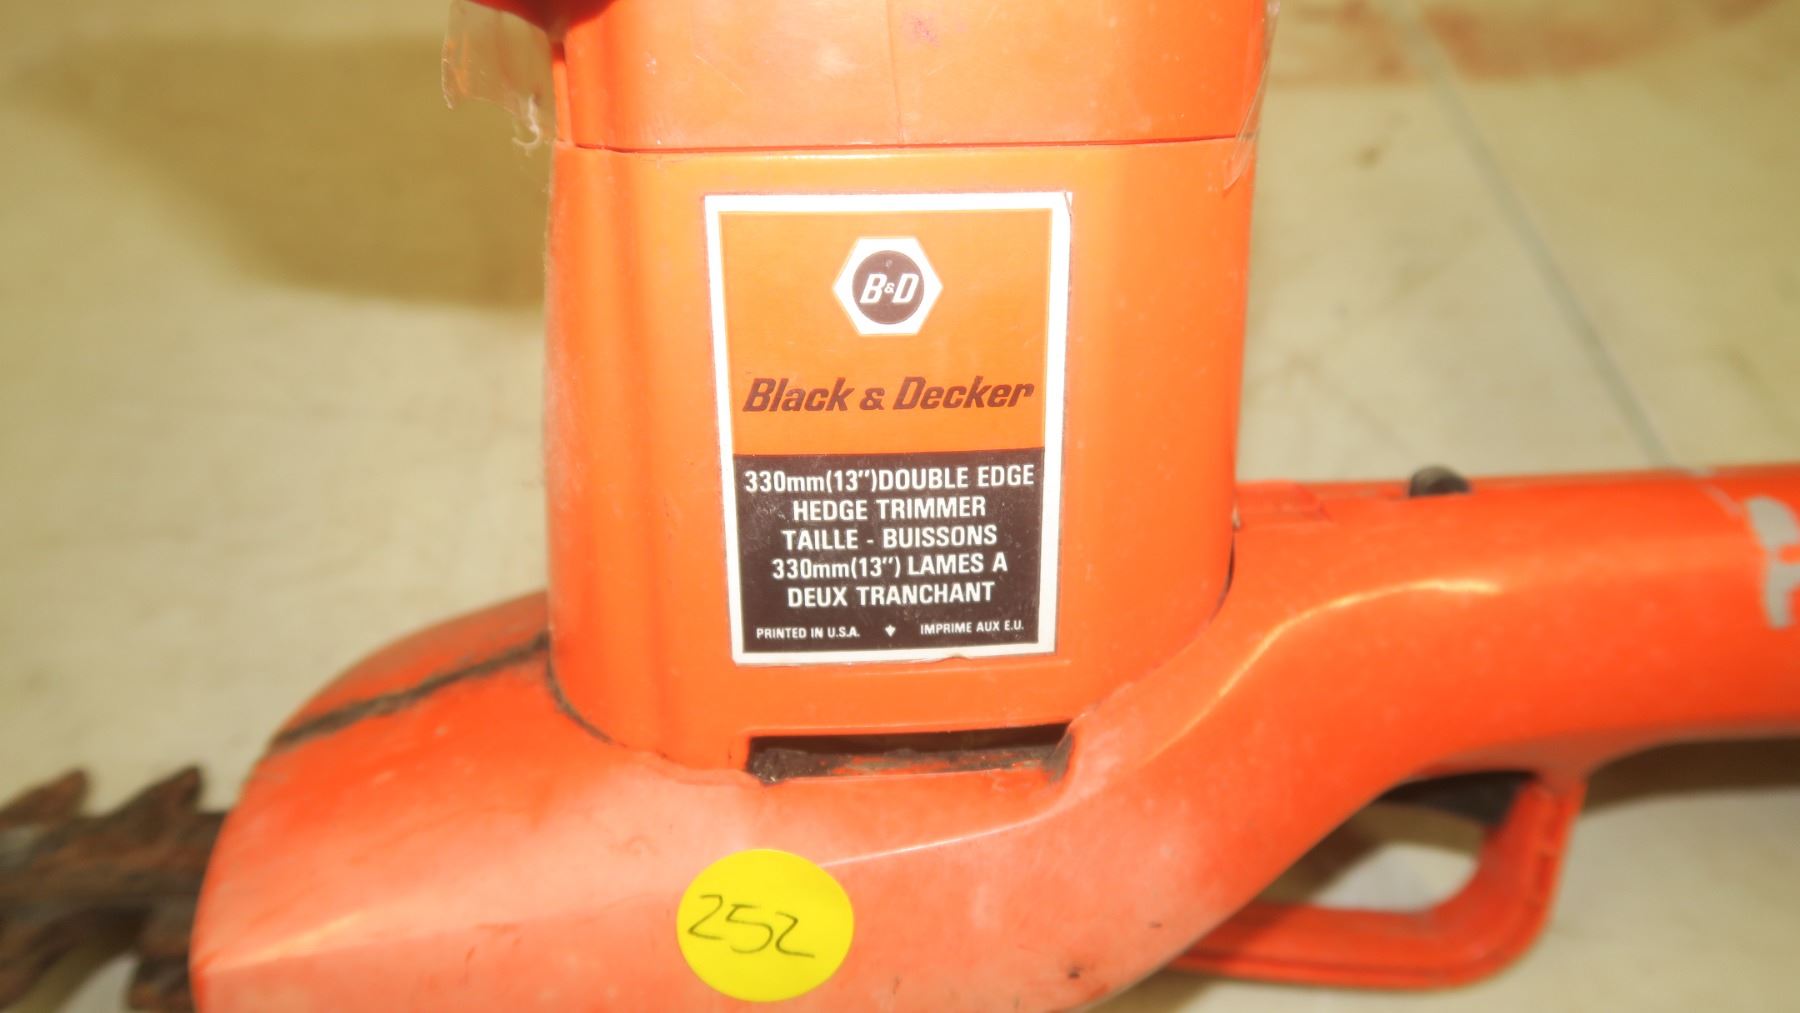 B&D
Black & Decker
330mm(13")DOUBLE EDGE
HEDGE TRIMMER
TAILLE - BUISSONS
330mm(13") LAMES A
DEUX TRANCHANT
PRINTED IN U.S.A. IMPRIME AUX E.U.
252